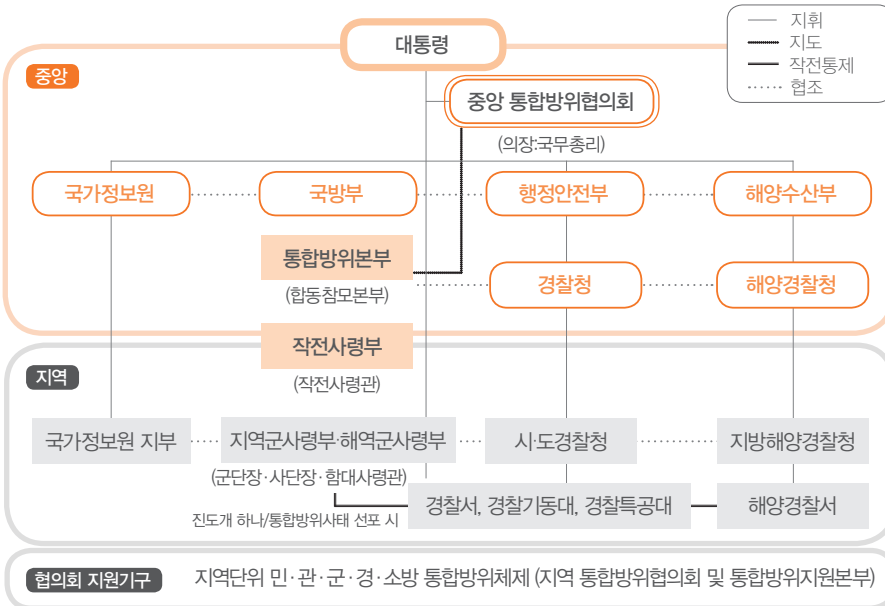 대통령
지휘
지도
작전통제
협조
중앙
중앙 통합방위협의회
(의장:국무총리)
국가정보원
국방부
행정안전부
해양수산부
통합방위본부
(합동참모본부)
경찰청
해양경찰청
작전사령부
(작전사령관)
지역
국가정보원 지부
지역군사령부·해역군사령부
시·도경찰청
지방해양경찰청
(군단장·사단장·함대사령관)
경찰서, 경찰기동대, 경찰특공대
해양경찰서
진도개 하나/통합방위사태 선포 시
협의회 지원기구
지역단위 민·관·군·경·소방 통합방위체제 (지역 통합방위협의회 및 통합방위지원본부)